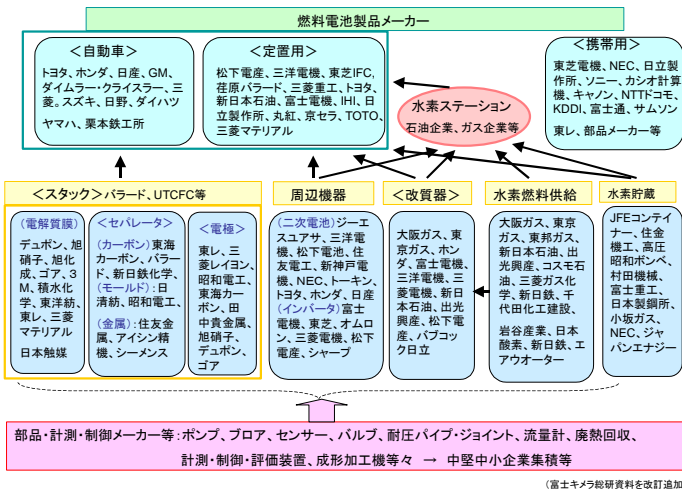 燃料電池製品メーカー
＜自動車＞
トヨタ、ホンダ、日産、GM、
ダイムラー・クライスラー、三
菱。スズキ、日野、ダイハツ
ヤマハ、栗本鉄工所
＜定置用＞
松下電産、三洋電機、東芝IFC,
荏原バラード、三菱重工、トヨタ、
新日本石油、富士電機、IHI、日
立製作所、丸紅、京セラ、TOTO、
三菱マテリアル
＜携帯用＞
東芝電機、NEC、日立製
作所、ソニー、カシオ計算
機、キャノン、NTTドコモ、
KDDI、富士通、サムソン
東レ、部品メーカー等
水素ステーション
石油企業、ガス企業等
＜スタック＞バラード、UTCFC等
周辺機器
＜改質器＞
水素燃料供給
水素貯蔵
(電解質膜)
デュポン、旭
硝子、旭化
成、ゴア、3
M、積水化
学、東洋紡、
東レ、三菱
マテリアル
日本触媒
＜セパレータ＞
(カーボン)東海
カーボン、バラード、
新日鉄化学、
(モールド): 日
清紡、昭和電工、
(金属):住友金
属、アイシン精
機、シーメンス
＜電極＞
東レ、三
菱レイヨン、
昭和電工、
東海カーボ
ン、田
中貴金属、
旭硝子、
デュポン、
ゴア
(二次電池)ジーエ
スユアサ、三洋電
機、松下電池、住
友電工、新神戸電
機、NEC、トーキン、
トヨタ、ホンダ、日産
(インバータ)富士
電機、東芝、オムロ
ン、三菱電機、松下
電産、シャープ
大阪ガス、東
京ガス、ホン
ダ、富士電機、
三洋電機、三
菱電機、新日
本石油、出
光興産、松下電
産、バブコッ
ク日立
大阪ガス、東京ガ
ス、東邦ガス、
新日本石油、出
光興産、コスモ石
油、三菱ガス化
学、新日鉄、千
代田化工建設、
岩谷産業、日本
酸素、新日鉄、エ
アウオーター
JFEコンテイ
ナー、住金
機工、高圧
昭和ボンベ、
村田機械、
富士重工、
日本製鋼所、
小坂ガス、
NEC、ジャ
パンエナジー
部品・計測・制御メーカー等:ポンプ、ブロア、センサー、バルブ、耐圧パイプ・ジョイント、流量計、廃熱回収、
計測・制御・評価装置、成形加工機等々 → 中堅中小企業集積等
(富士キメラ総研資料を改訂追加